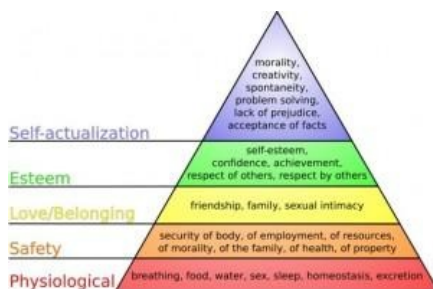 morality,
creativity,
spontaneity,
problem solving,
lack of prejudice,
acceptance of facts
Self-actualization
self-esteem,
confidence, achievement,
respect of others, respect by others
Esteem
friendship, family, sexual intimacy
Love/Belonging
security of body, of employment, of resources,
of morality, of the family, of health, of property
Safety
breathing, food, water, sex, sleep, homeostasis, excretion
Physiological